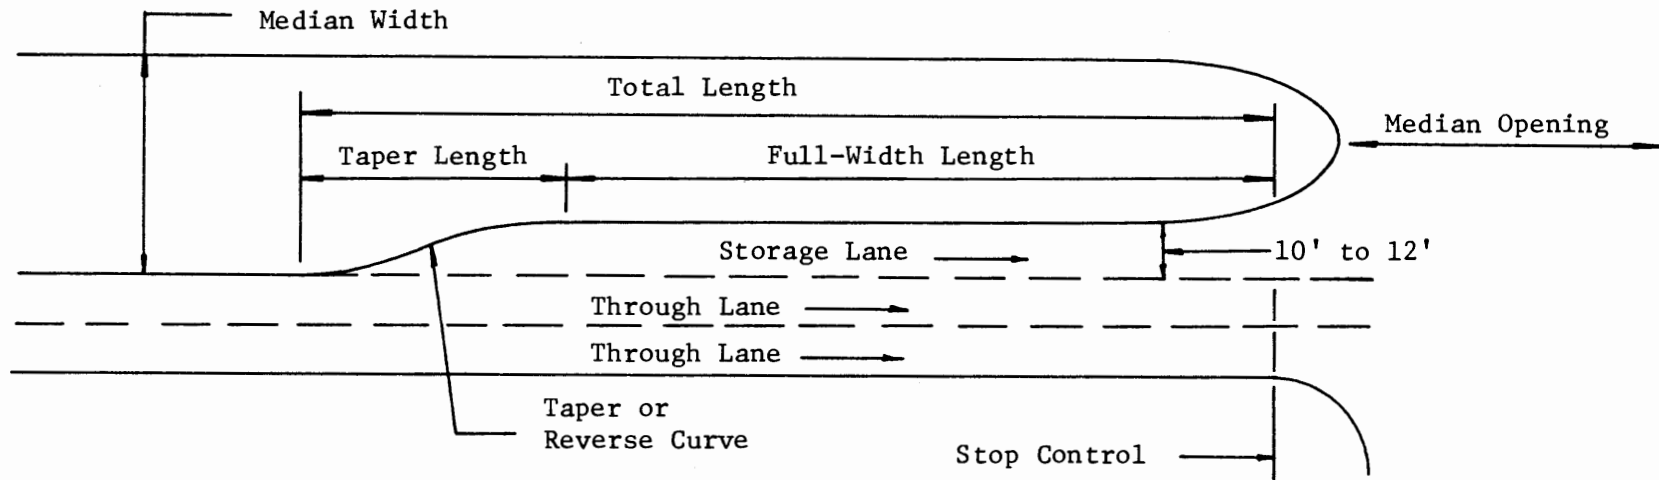 Median Width
Total Length
Median Opening
Taper Length
Full-Width Length
Storage Lane
10' to 12'
Through Lane
Through Lane
Taper or
Reverse Curve
Stop Control